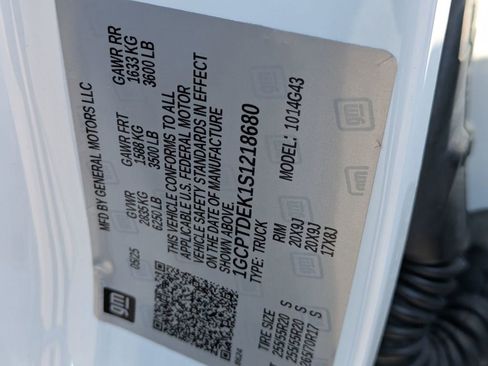 MFD BY GENERAL MOTORS LLC
05/25
GVWR
2835 KG
6250 LB
GAWR FRT
1588 KG
3500 LB
GAWR RR
1633 KG
3600 LB
THIS VEHICLE CONFORMS TO ALL
APPLICABLE U.S. FEDERAL MOTOR
VEHICLE SAFETY STANDARDS IN EFFECT
ON THE DATE OF MANUFACTURE
SHOWN ABOVE.
1GCPTDEK1S1218680
TYPE: TRUCK
MODEL: 1014G43
TIRE SIZE
RIM
255/55R20 S
20X9J
255/55R20 S
20X9J
265/70R17 S
17X8J
gm